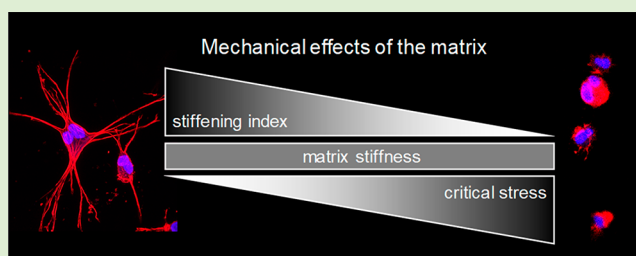 Mechanical effects of the matrix
stiffening index
matrix stiffness
critical stress